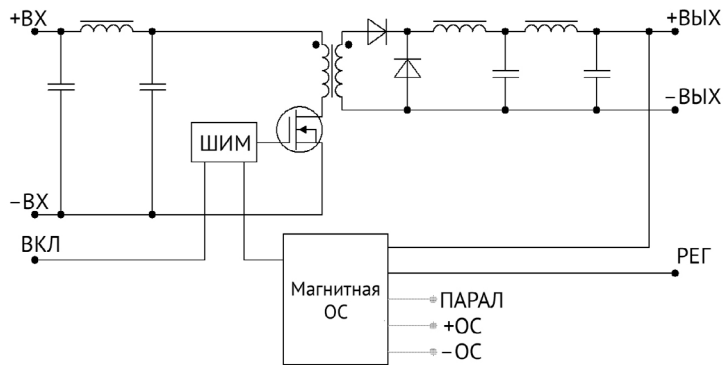 +ВХ
+ВЫХ
−ВЫХ
ШИМ
−ВХ
ВКЛ
РЕГ
Магнитная
ОС
ПАРАЛ
+ОС
−ОС